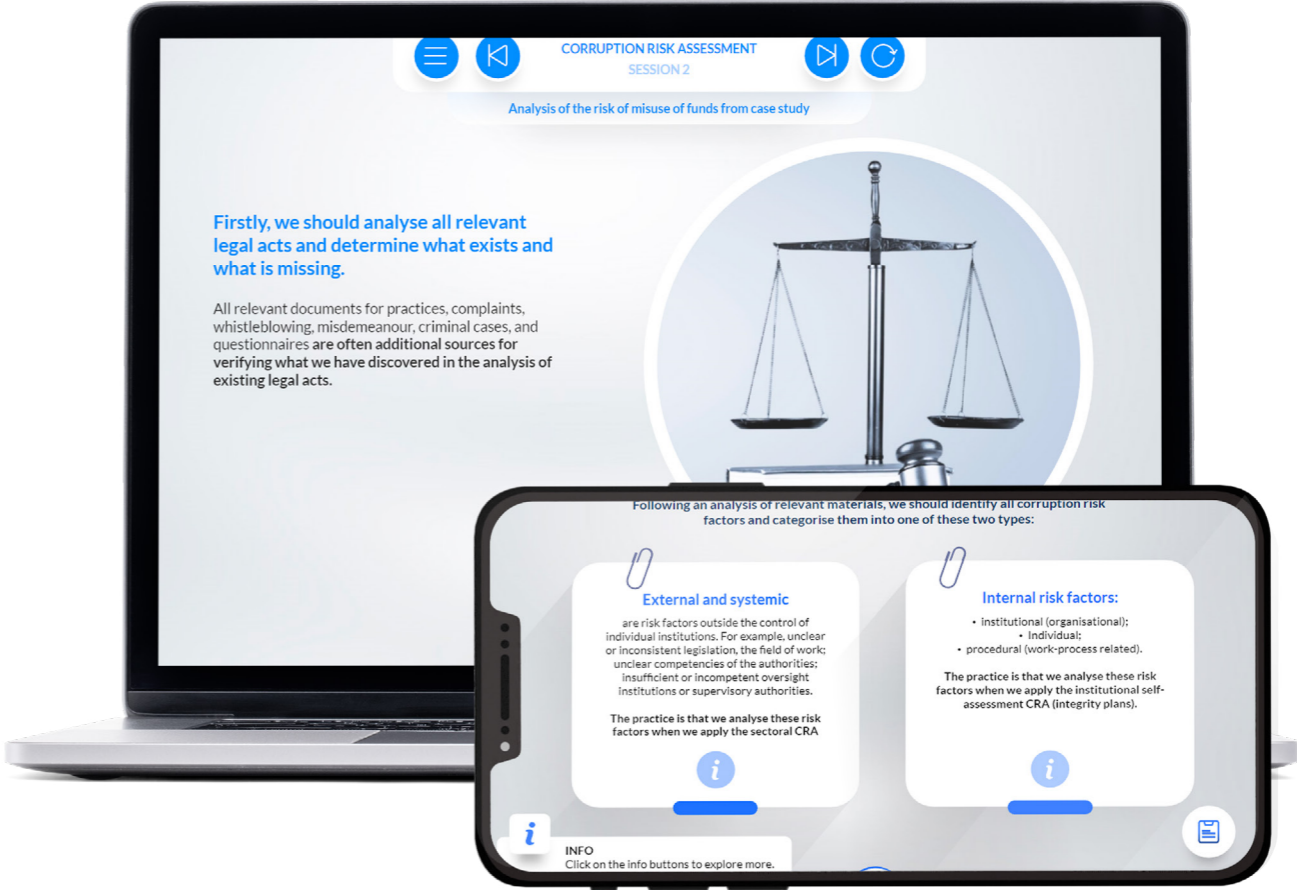 CORRUPTION RISK ASSESSMENT
SESSION 2
Analysis of the risk of misuse of funds from case study
Firstly, we should analyse all relevant
legal acts and determine what exists and
what is missing.
All relevant documents for practices, complaints,
whistleblowing, misdemeanour, criminal cases, and
questionnaires are often additional sources for
verifying what we have discovered in the analysis of
existing legal acts.
Following an analysis of relevant materials, we should identify all corruption risk
factors and categorise them into one of these two types:
External and systemic
are risk factors outside the control of
individual institutions. For example, unclear
or inconsistent legislation, the field of work;
unclear competencies of the authorities;
insufficient or incompetent oversight
institutions or supervisory authorities.
The practice is that we analyse these risk
factors when we apply the sectoral CRA
i
Internal risk factors:
• institutional (organisational);
• Individual;
• procedural (work-process related).
The practice is that we analyse these risk
factors when we apply the institutional self-
assessment CRA (integrity plans).
i
i
INFO
Click on the info buttons to explore more.